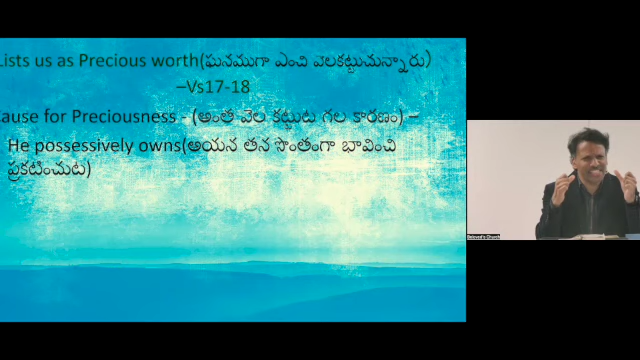 Lists us as Precious worth(ఘనముగా ఎంచి వెలకట్టుచున్నారు)
–Vs17-18
Cause for Preciousness - (అంత వెల కట్టుట గల కారణం) –
He possessively owns(ఆయన తన సొంతంగా భావించి
ప్రకటించుట)